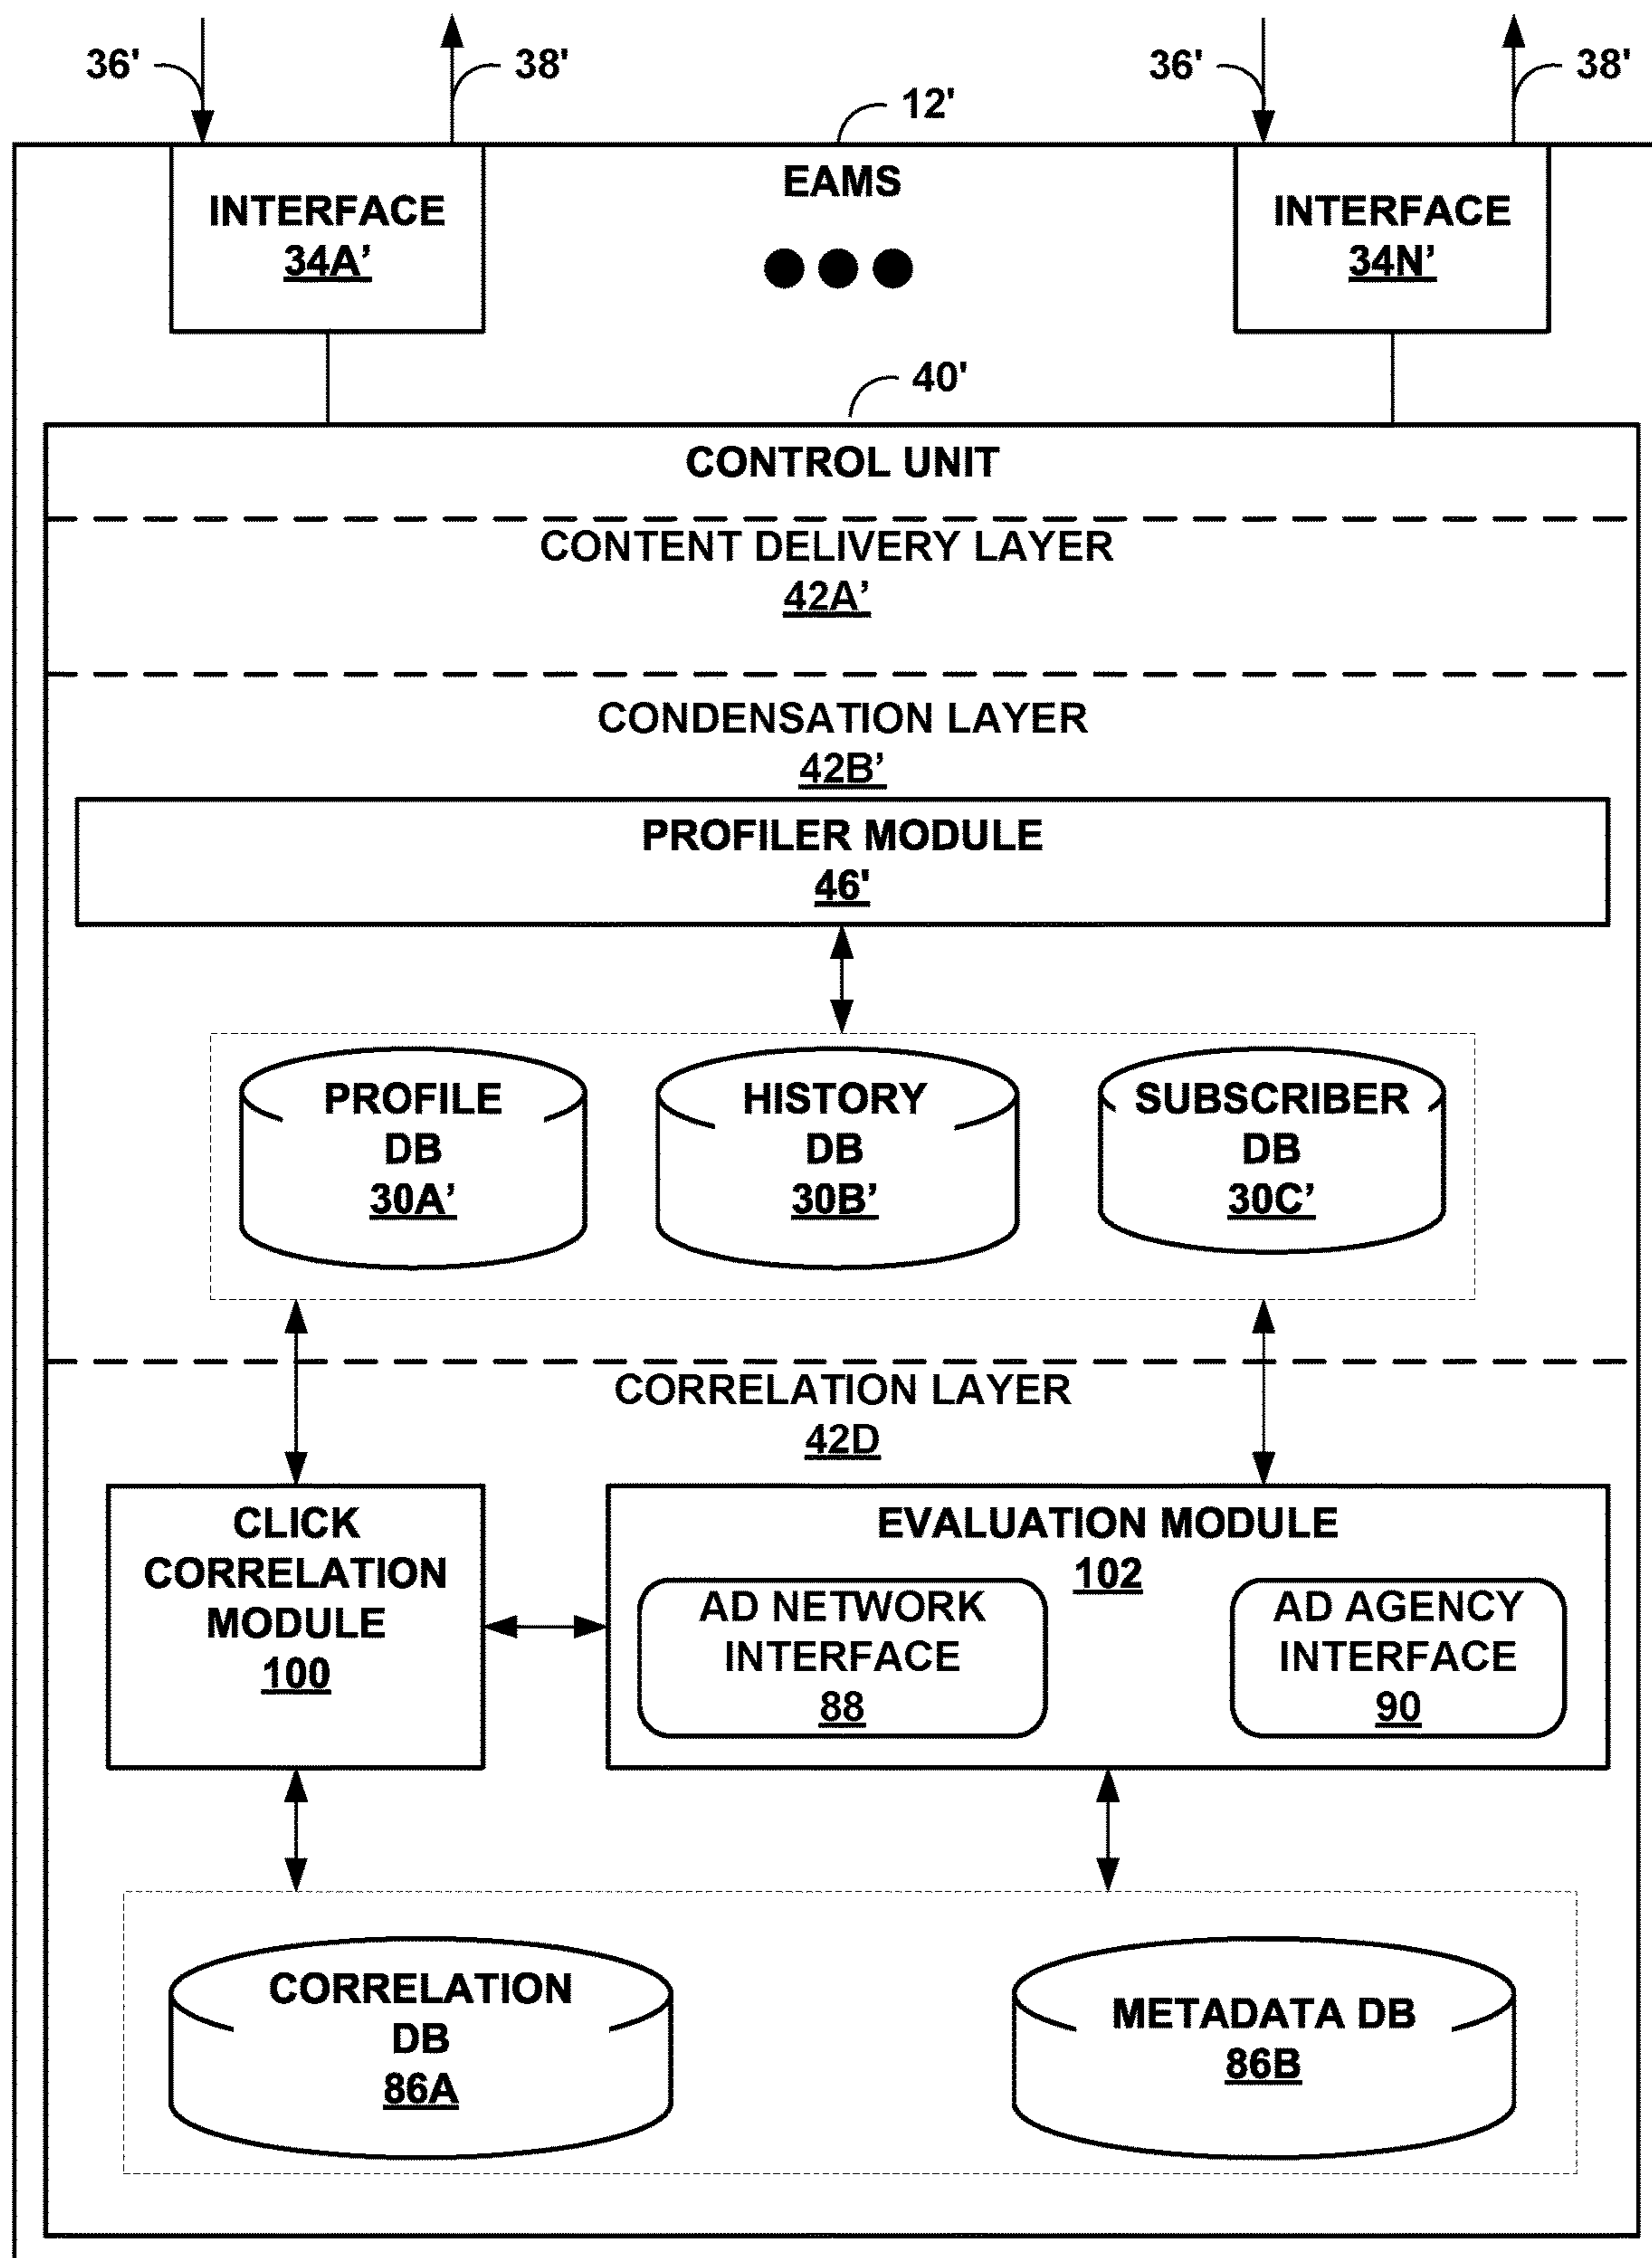 36' 38' 36' 38'
12'
EAMS
INTERFACE
34A’
INTERFACE
34N’
40'
CONTROL UNIT
CONTENT DELIVERY LAYER
42A’
CONDENSATION LAYER
42B’
PROFILER MODULE
46'
PROFILE
DB
30A’
HISTORY
DB
30B’
SUBSCRIBER
DB
30C’
CORRELATION LAYER
42D
CLICK
CORRELATION
MODULE
100
EVALUATION MODULE
102
AD NETWORK
INTERFACE
88
AD AGENCY
INTERFACE
90
CORRELATION
DB
86A
METADATA DB
86B